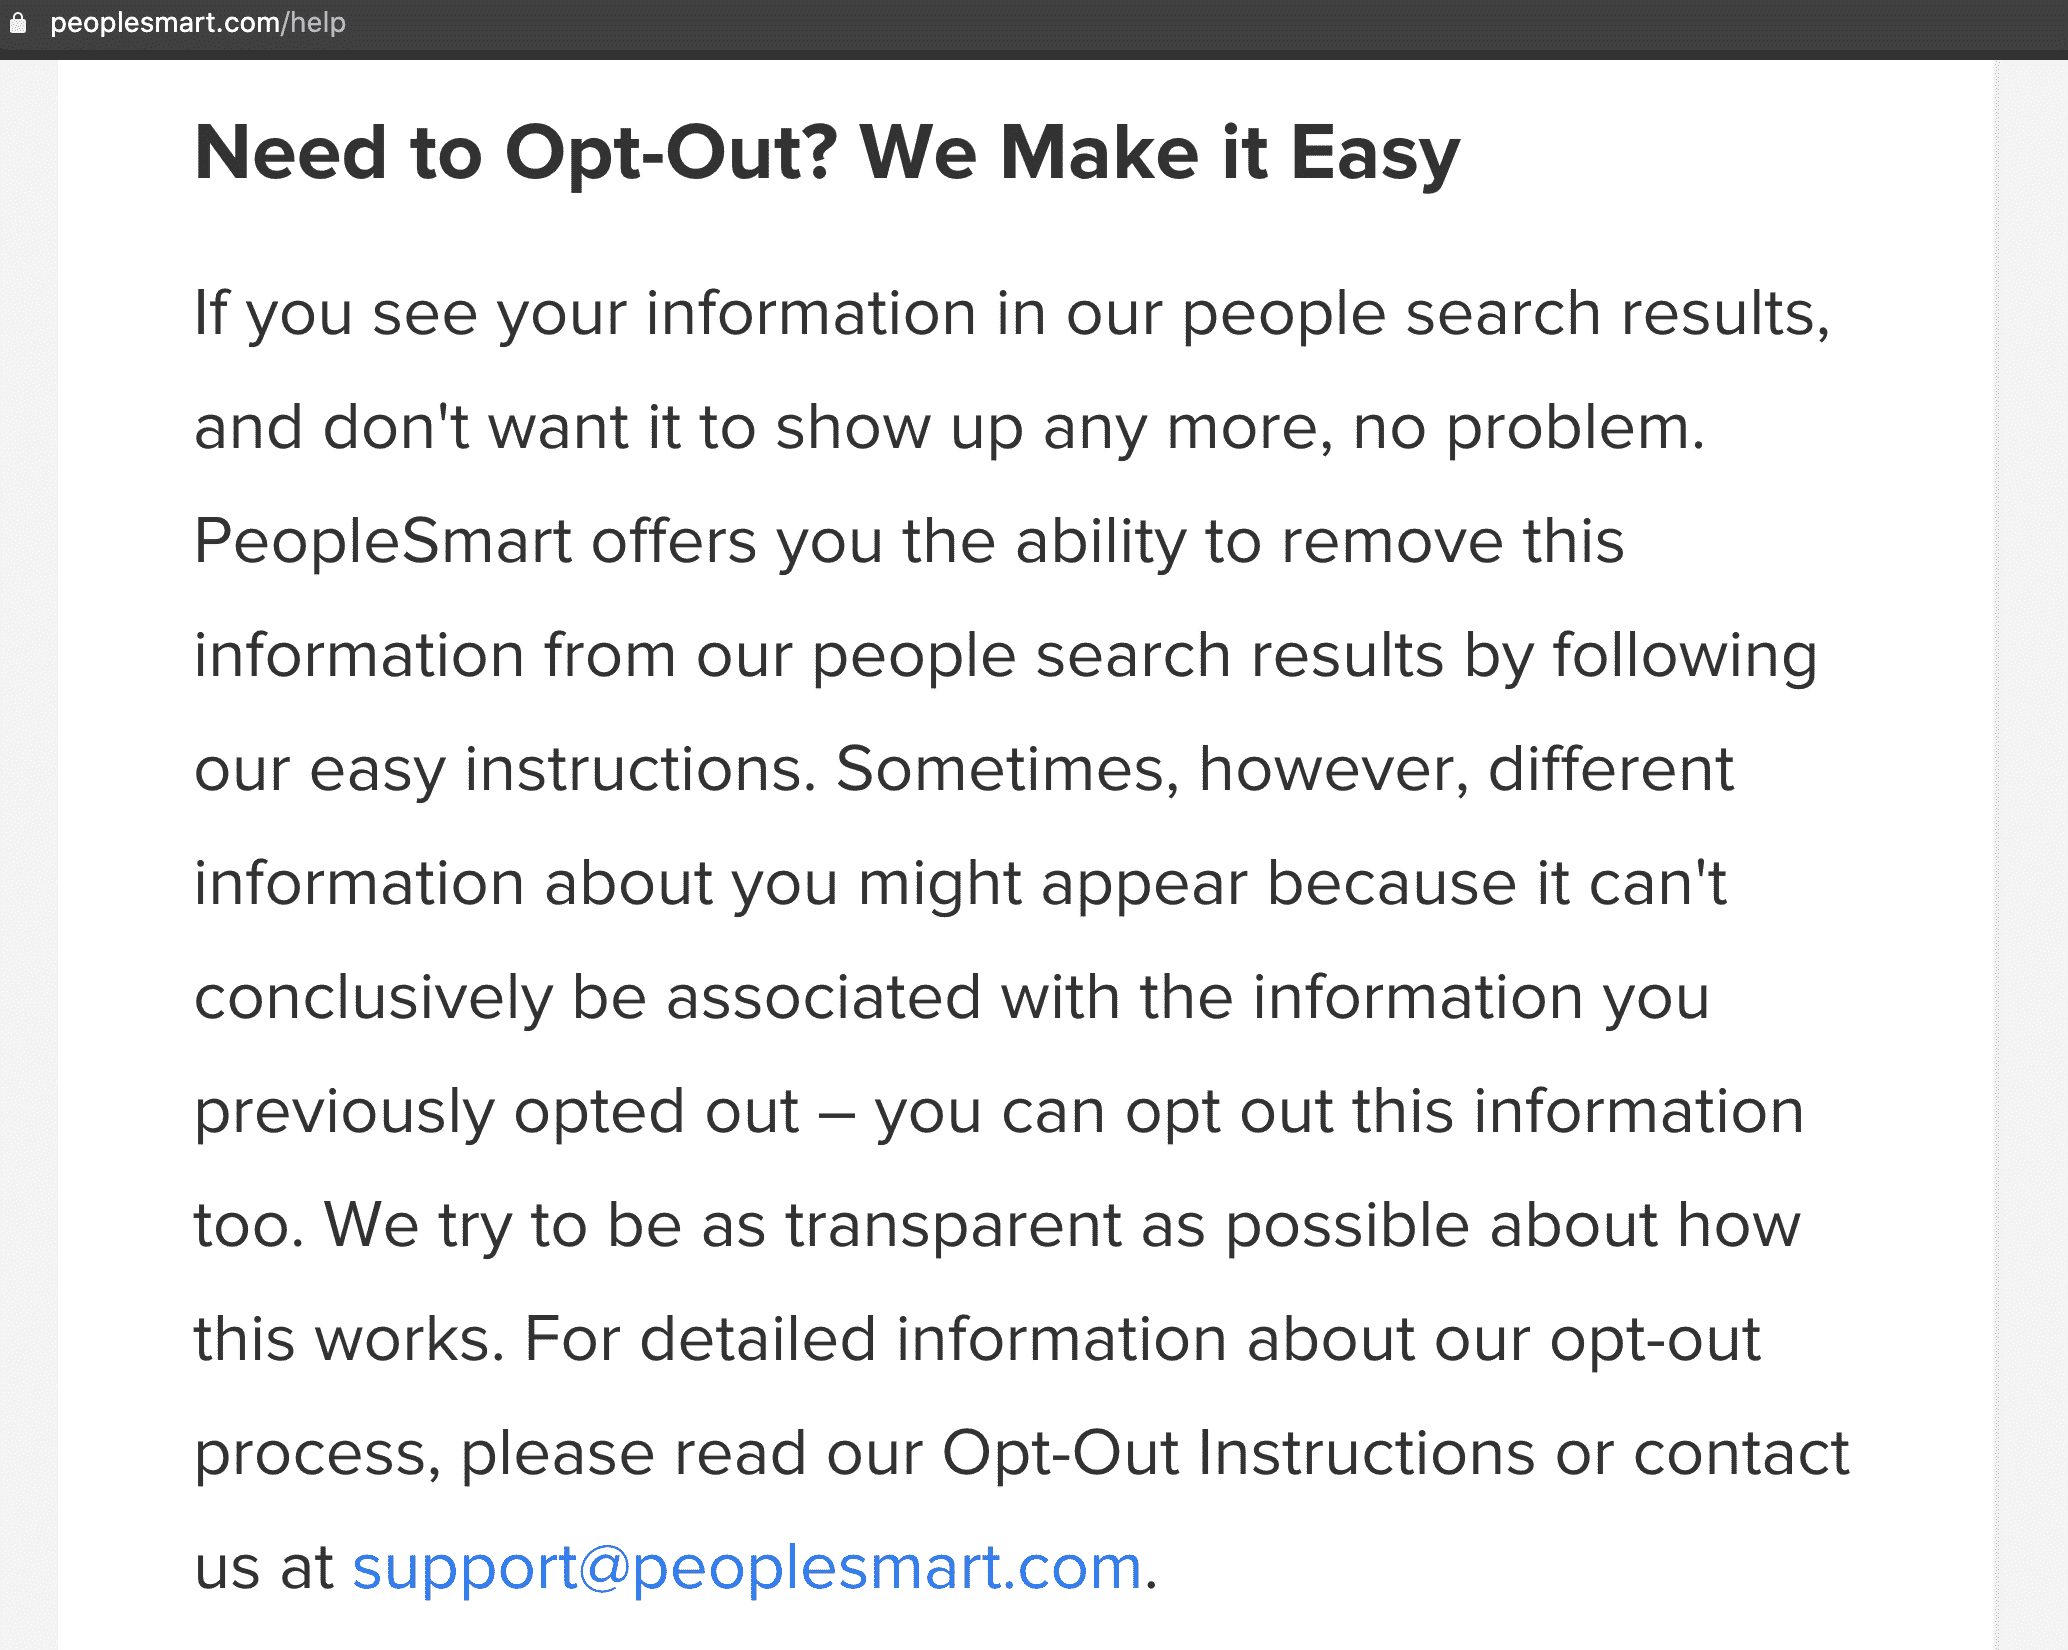 peoplesmart.com/help
Need to Opt-Out? We Make it Easy
If you see your information in our people search results,
and don't want it to show up any more, no problem.
PeopleSmart offers you the ability to remove this
information from our people search results by following
our easy instructions. Sometimes, however, different
information about you might appear because it can't
conclusively be associated with the information you
previously opted out – you can opt out this information
too. We try to be as transparent as possible about how
this works. For detailed information about our opt-out
process, please read our Opt-Out Instructions or contact
us at support@peoplesmart.com.